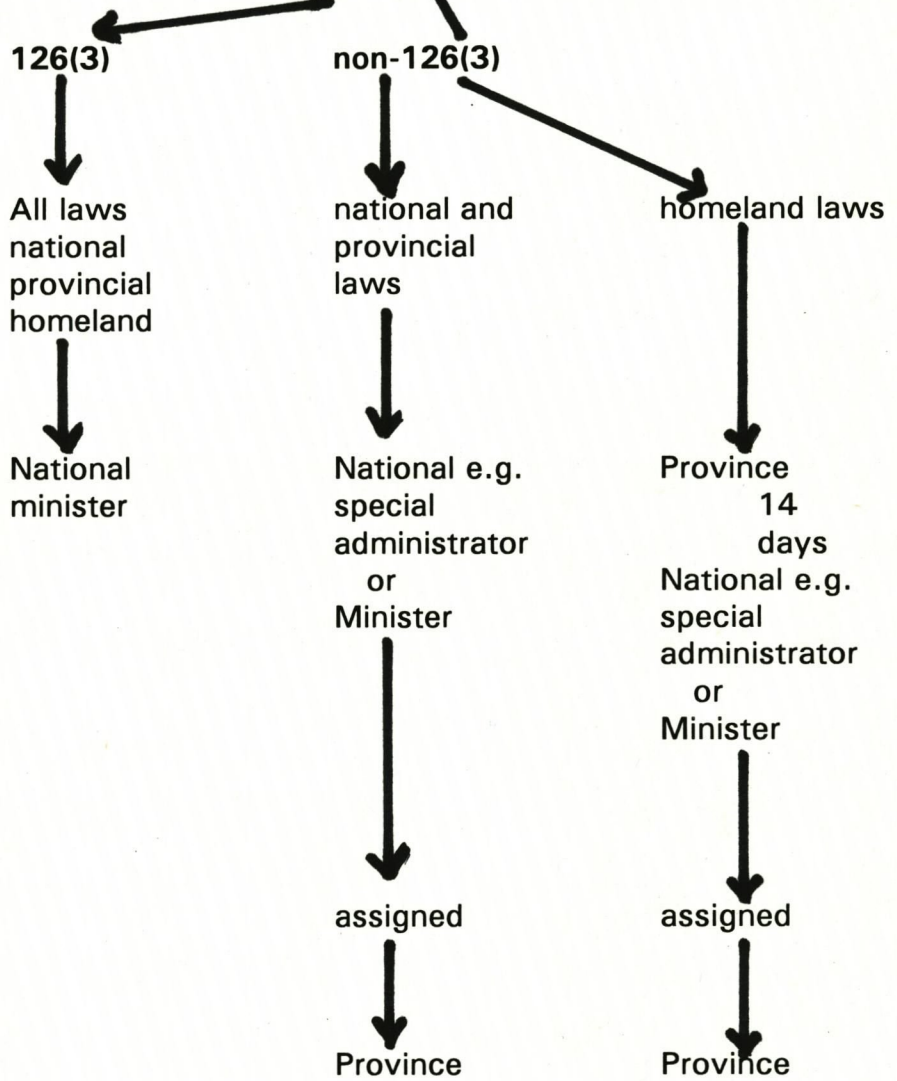 126(3)
non-126(3)
All laws
national
provincial
homeland
national and
provincial
laws
homeland laws
National
minister
National e.g.
special
administrator
or
Minister
Province
14
days
National e.g.
special
administrator
or
Minister
assigned
assigned
Province
Province